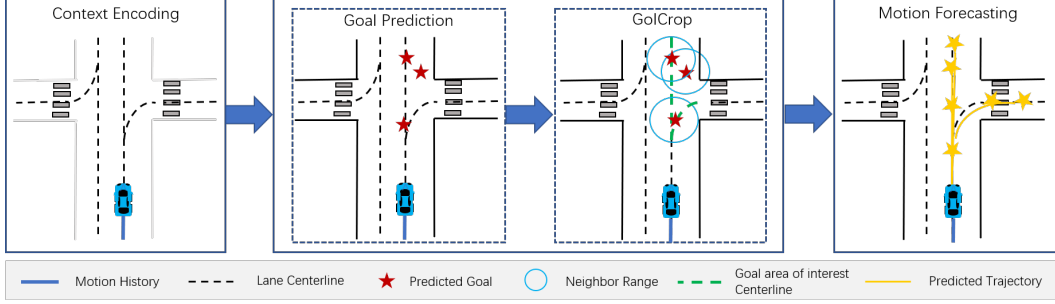 Context Encoding
Goal Prediction
GoICrop
Motion Forecasting
Motion History
Lane Centerline
Predicted Goal
Neighbor Range
Goal area of interest
Centerline
Predicted Trajectory